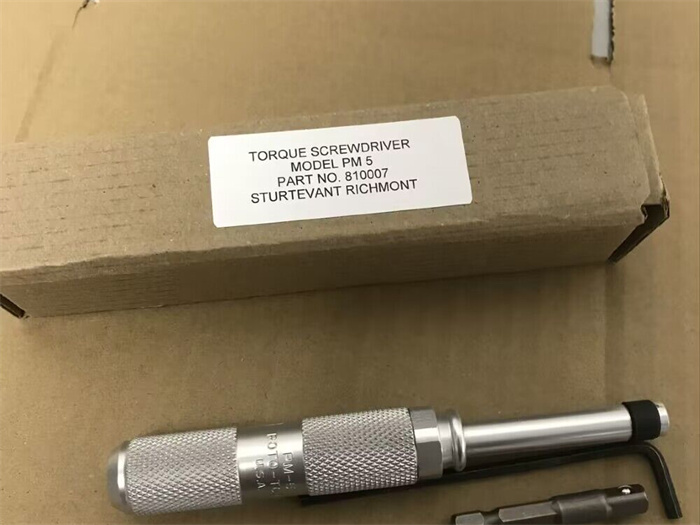 TORQUE SCREWDRIVER
MODEL PM 5
PART NO. 810007
STURTEVANT RICHMONT